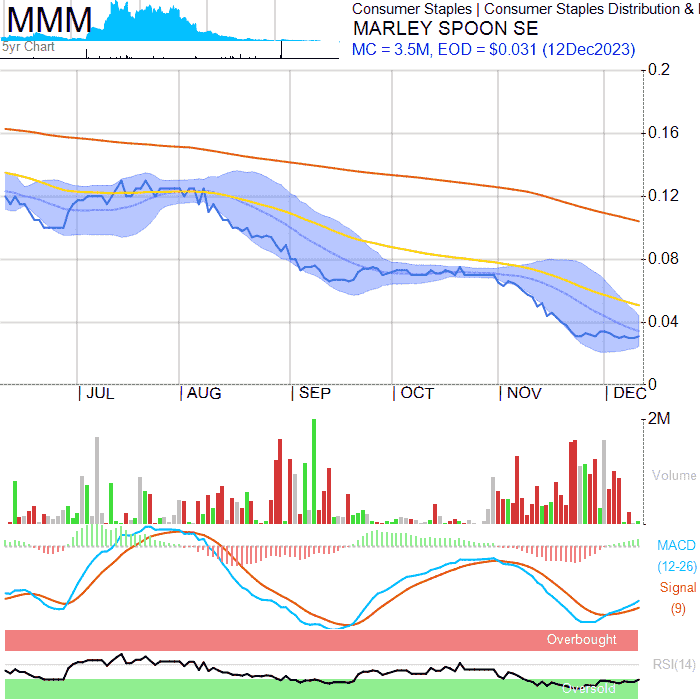 MMM
5yr Chart
Consumer Staples | Consumer Staples Distribution &
MARLEY SPOON SE
MC = 3.5M, EOD = $0.031 (12Dec2023)
0.2
0.16
0.12
0.08
0.04
0
JUL AUG SEP OCT NOV DEC
2M
Volume
MACD
(12-26)
Signal
(9)
Overbought
RSI(14)
Oversold